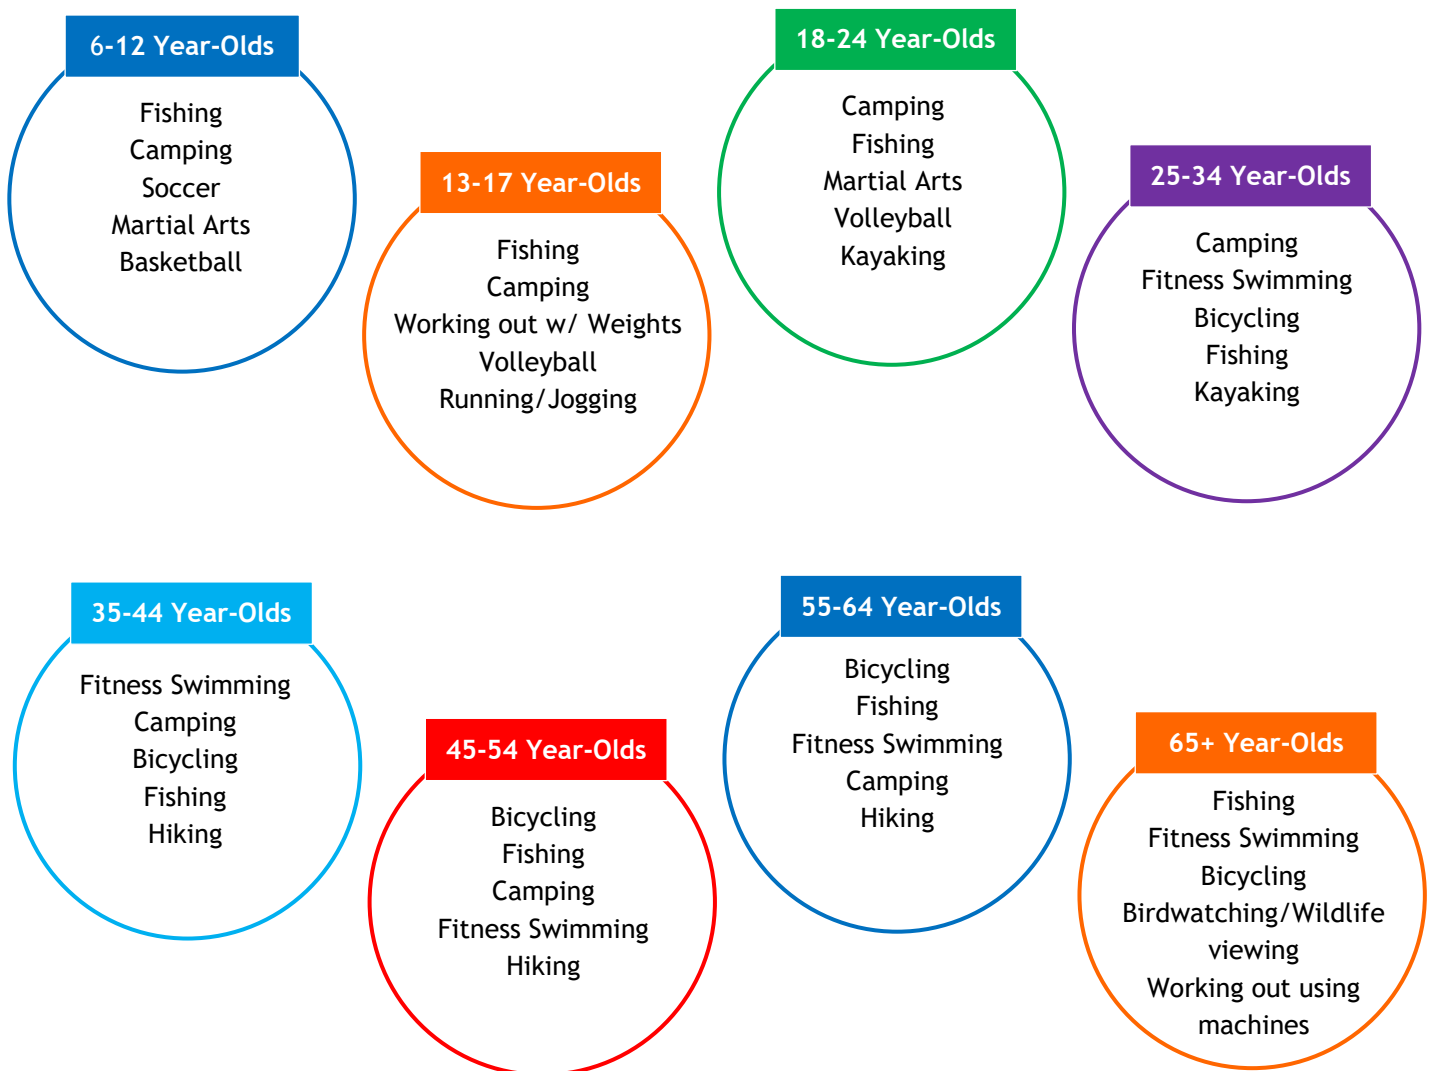 6-12 Year-Olds
Fishing
Camping
Soccer
Martial Arts
Basketball
13-17 Year-Olds
Fishing
Camping
Working out w/ Weights
Volleyball
Running/Jogging
18-24 Year-Olds
Camping
Fishing
Martial Arts
Volleyball
Kayaking
25-34 Year-Olds
Camping
Fitness Swimming
Bicycling
Fishing
Kayaking
35-44 Year-Olds
Fitness Swimming
Camping
Bicycling
Fishing
Hiking
45-54 Year-Olds
Bicycling
Fishing
Camping
Fitness Swimming
Hiking
55-64 Year-Olds
Bicycling
Fishing
Fitness Swimming
Camping
Hiking
65+ Year-Olds
Fishing
Fitness Swimming
Bicycling
Birdwatching/Wildlife
viewing
Working out using
machines